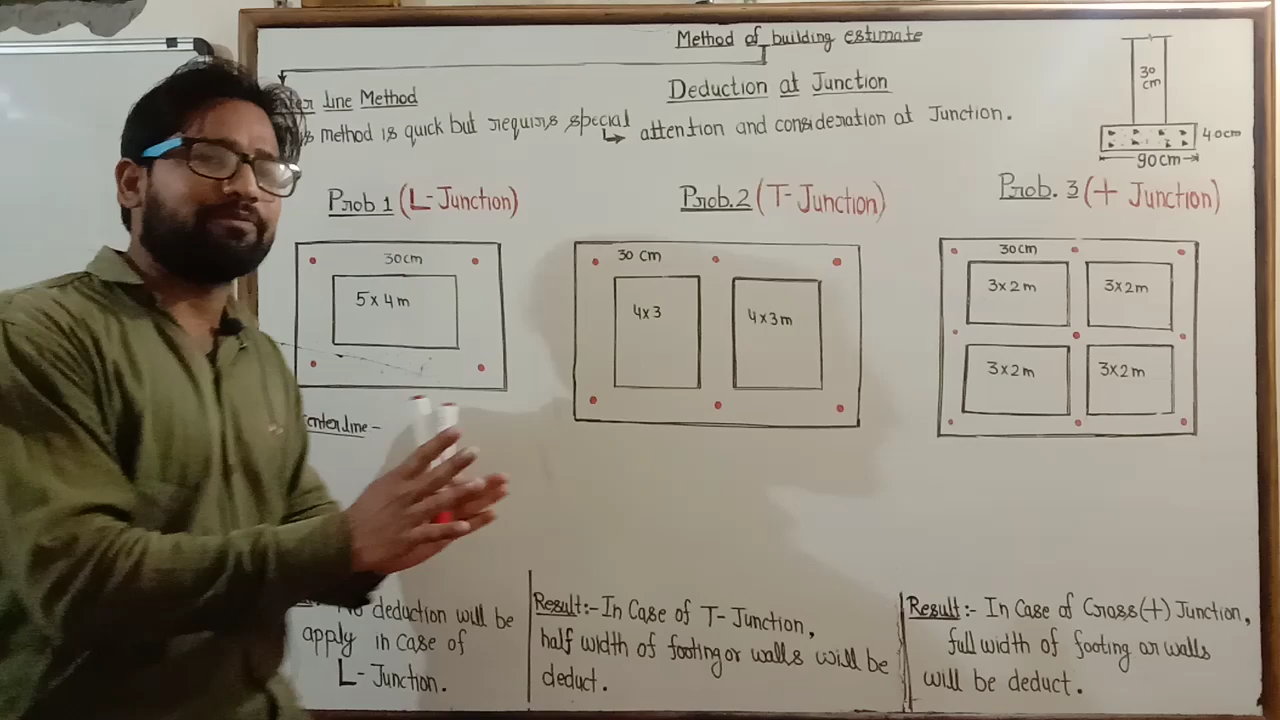 Method of building estimate
Line Method
Deduction at Junction
method is quick but requirs special
attention and consideration at Junction.
30
cm
40cm
90cm
Prob 1 (L-Junction)
Prob. 2 (T-Junction)
Prob. 3 (+ Junction)
30cm
5x4m
30 cm
4x3
4x3m
30cm
3x2m
3x2m
3x2m
3x2m
deduction will be
apply in case of
L-Junction.
Result:- In Case of T-Junction,
half width of footing or walls will be
deduct.
Result:- In Case of Cross(+) Junction,
full width of footing or walls
will be deduct.